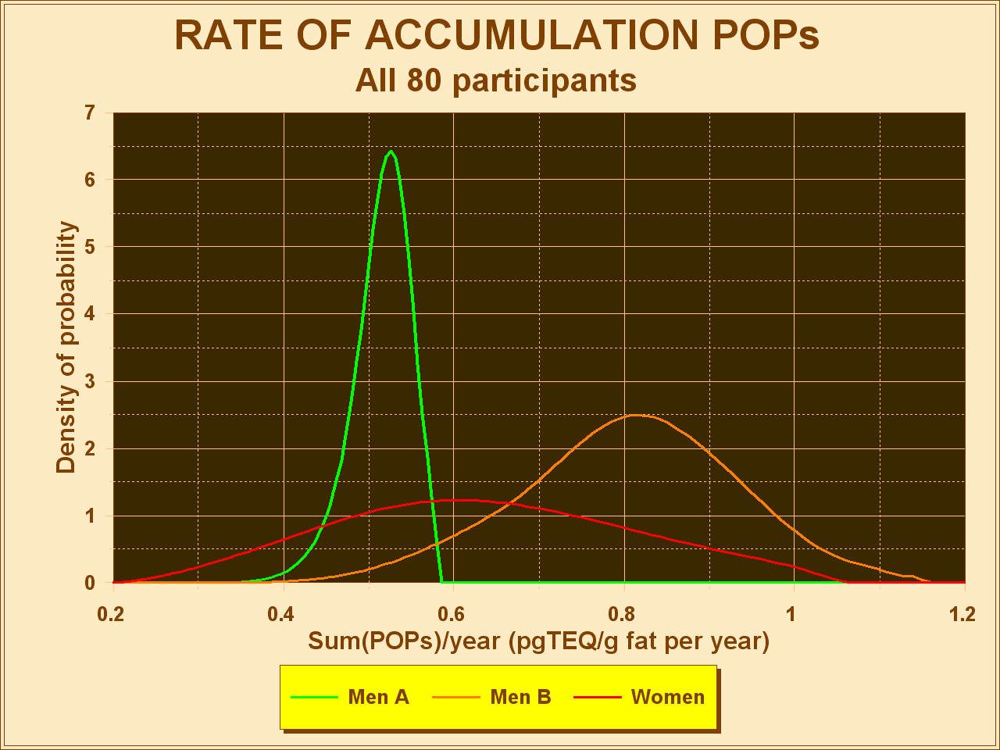 RATE OF ACCUMULATION POPs
All 80 participants
Density of probability
7
6
5
4
3
2
1
0
0.2 0.4 0.6 0.8 1 1.2
Sum(POPs)/year (pgTEQ/g fat per year)
Men A Men B Women